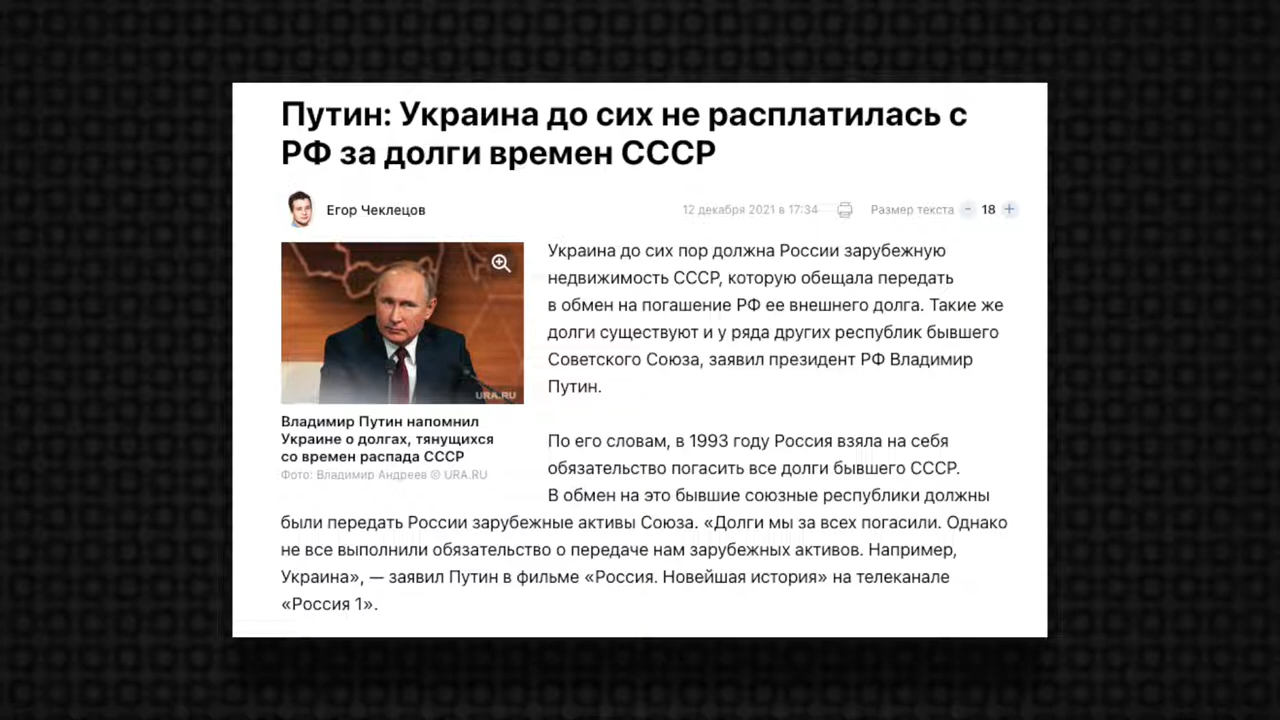 Путин: Украина до сих не расплатилась с
РФ за долги времен СССР
Егор Чеклецов
12 декабря 2021 в 17:34
Размер текста - 18 +
URA.RU
Владимир Путин напомнил
Украине о долгах, тянущихся
со времен распада СССР
Фото: Владимир Андреев © URA.RU
Украина до сих пор должна России зарубежную
недвижимость СССР, которую обещала передать
в обмен на погашение РФ ее внешнего долга. Такие же
долги существуют и у ряда других республик бывшего
Советского Союза, заявил президент РФ Владимир
Путин.
По его словам, в 1993 году Россия взяла на себя
обязательство погасить все долги бывшего СССР.
В обмен на это бывшие союзные республики должны
были передать России зарубежные активы Союза. «Долги мы за всех погасили. Однако
не все выполнили обязательство о передаче нам зарубежных активов. Например,
Украина», — заявил Путин в фильме «Россия. Новейшая история» на телеканале
«Россия 1».